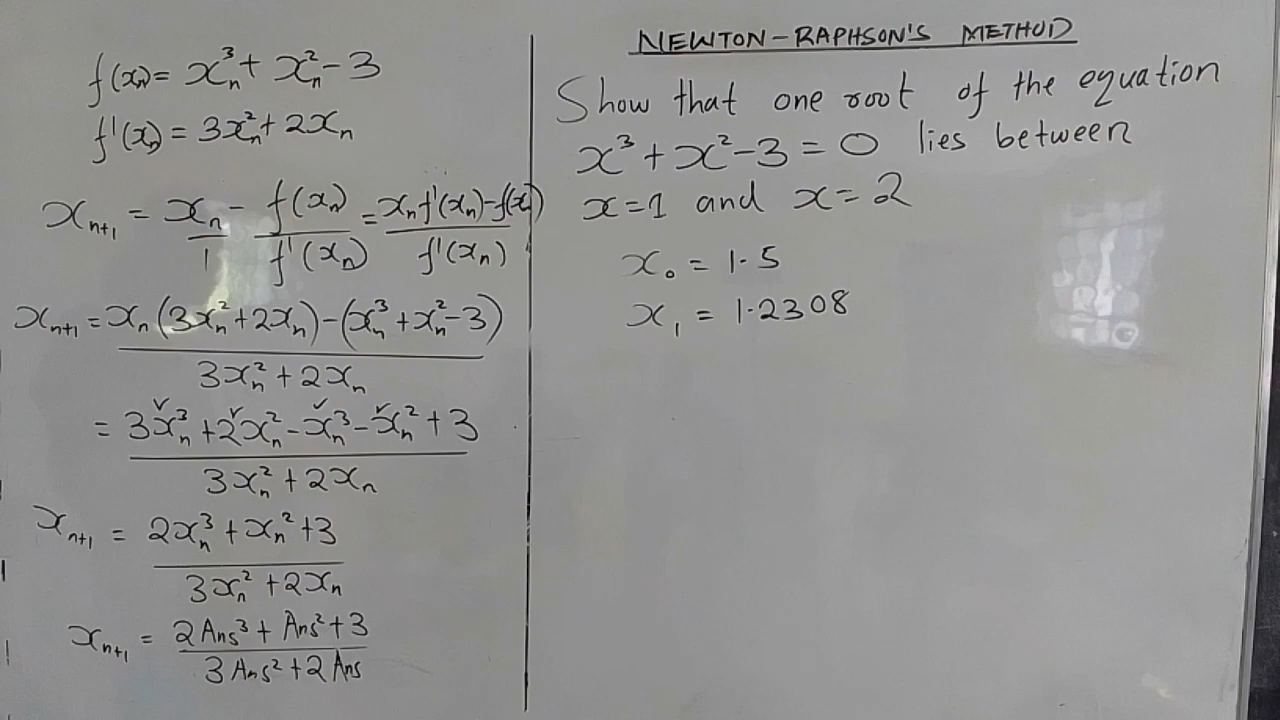 f(xₙ) = xₙ³ + xₙ² − 3
f'(xₙ) = 3xₙ² + 2xₙ
xₙ₊₁ = xₙ/1 − f(xₙ)/f'(xₙ) = (xₙf'(xₙ) − f(xₙ))/f'(xₙ)
xₙ₊₁ = (xₙ(3xₙ² + 2xₙ) − (xₙ³ + xₙ² − 3))/(3xₙ² + 2xₙ)
= (3xₙ³ + 2xₙ² − xₙ³ − xₙ² + 3)/(3xₙ² + 2xₙ)
xₙ₊₁ = (2xₙ³ + xₙ² + 3)/(3xₙ² + 2xₙ)
xₙ₊₁ = (2Ans³ + Ans² + 3)/(3Ans² + 2Ans)
NEWTON-RAPHSON'S METHOD
Show that one root of the equation
x³ + x² − 3 = 0 lies between
x = 1 and x = 2
x₀ = 1.5
x₁ = 1.2308